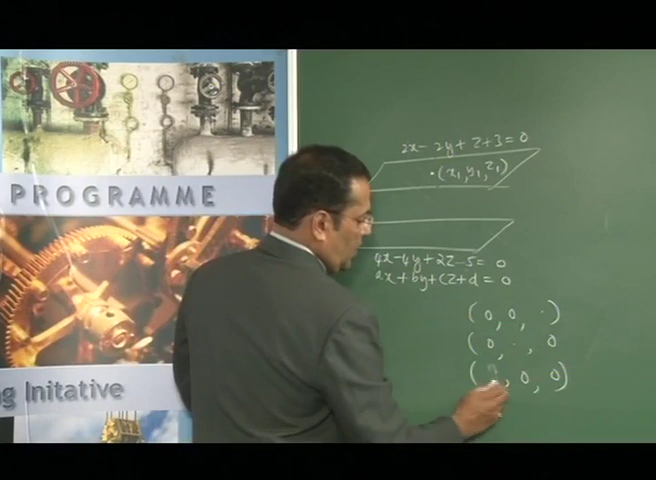 PROGRAMME
g Initative
2x - 2y + z + 3 = 0
.(x₁, y₁, z₁)
4x - 4y + 2z - 5 = 0
ax + by + cz + d = 0
(0, 0, ·)
(0, ·, 0)
( , 0, 0)